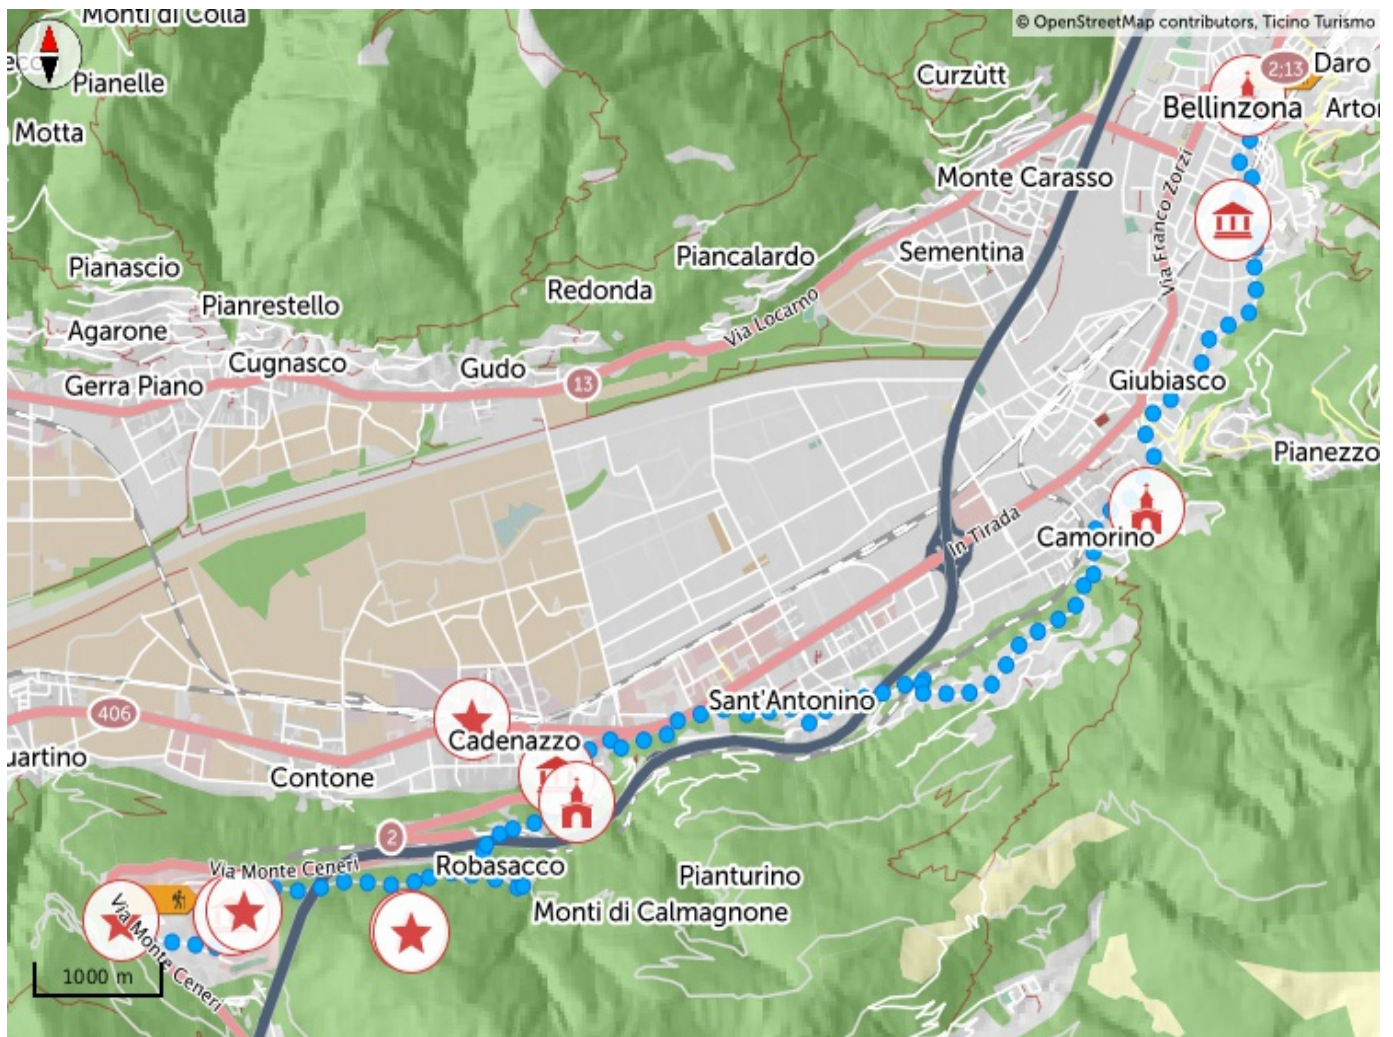 Monti di Colla
© OpenStreetMap contributors, Ticino Turismo
Pianelle
Curzùtt
2;13
Daro
Bellinzona
Motta
Monte Carasso
Via Franco Zorzi
Sementina
Piancalardo
Pianascio
Redonda
Pianrestello
Via Locarno
Agarone
Cugnasco
Gudo
Gerra Piano
13
Giubiasco
Pianezzo
In Tirada
Camorino
406
Sant'Antonino
Cadenazzo
Contone
2
Via Monte Ceneri
Robasacco
Pianturino
Monti di Calmagnone
Via Monte Ceneri
1000 m